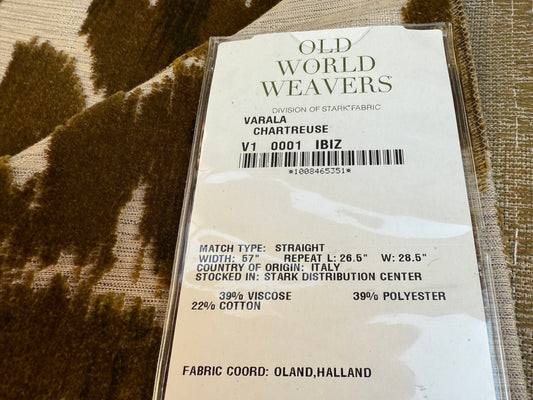 OLD
WORLD
WEAVERS
DIVISION OF STARK® FABRIC
VARALA
CHARTREUSE
V1 0001 IBIZ
*1008465351*
MATCH TYPE: STRAIGHT
WIDTH: 57" REPEAT L: 26.5" W: 28.5"
COUNTRY OF ORIGIN: ITALY
STOCKED IN: STARK DISTRIBUTION CENTER
39% VISCOSE 39% POLYESTER
22% COTTON
FABRIC COORD: OLAND,HALLAND